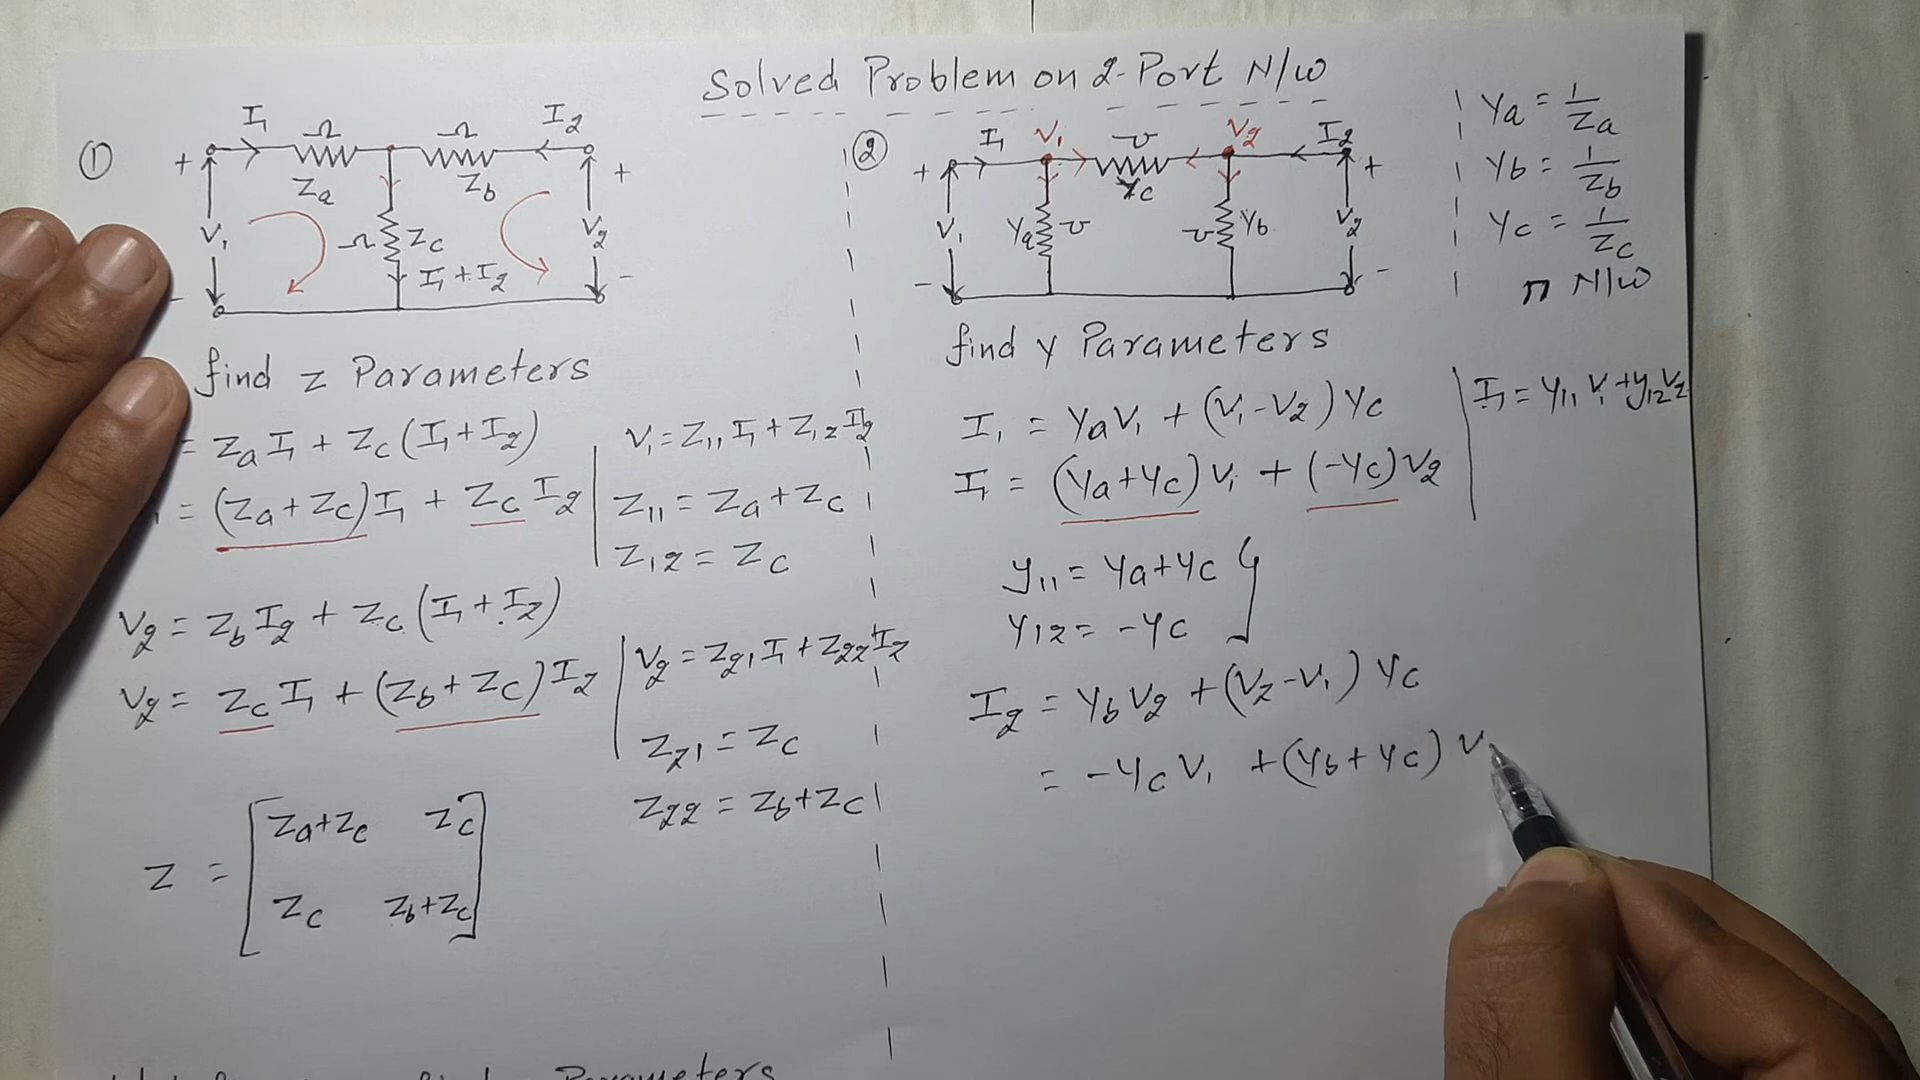 Solved Problem on 2-Port N/W
①
I₁ Ω Ω I₂
+ Za Zb +
V₁ Ω Zc V₂
I₁ + I₂
- -
find z Parameters
= Za I₁ + Zc (I₁ + I₂)
= (Za + Zc) I₁ + Zc I₂
V₁ = Z₁₁ I₁ + Z₁₂ I₂
Z₁₁ = Za + Zc
Z₁₂ = Zc
V₂ = Zb I₂ + Zc (I₁ + I₂)
V₂ = Zc I₁ + (Zb + Zc) I₂
V₂ = Z₂₁ I₁ + Z₂₂ I₂
Z₂₁ = Zc
Z₂₂ = Zb + Zc
Z = [ Za+Zc Zc
Zc Zb+Zc ]
②
I₁ V₁ ℧ V₂ I₂
+ Yc +
V₁ Ya ℧ ℧ Yb V₂
- -
Ya = 1/Za
Yb = 1/Zb
Yc = 1/Zc
π N/W
find y Parameters
I₁ = Ya V₁ + (V₁ - V₂) Yc
I₁ = (Ya + Yc) V₁ + (-Yc) V₂
I₁ = Y₁₁ V₁ + Y₁₂ V₂
y₁₁ = Ya + Yc
Y₁₂ = -Yc
I₂ = Yb V₂ + (V₂ - V₁) Yc
= -Yc V₁ + (Yb + Yc) V
Parameters